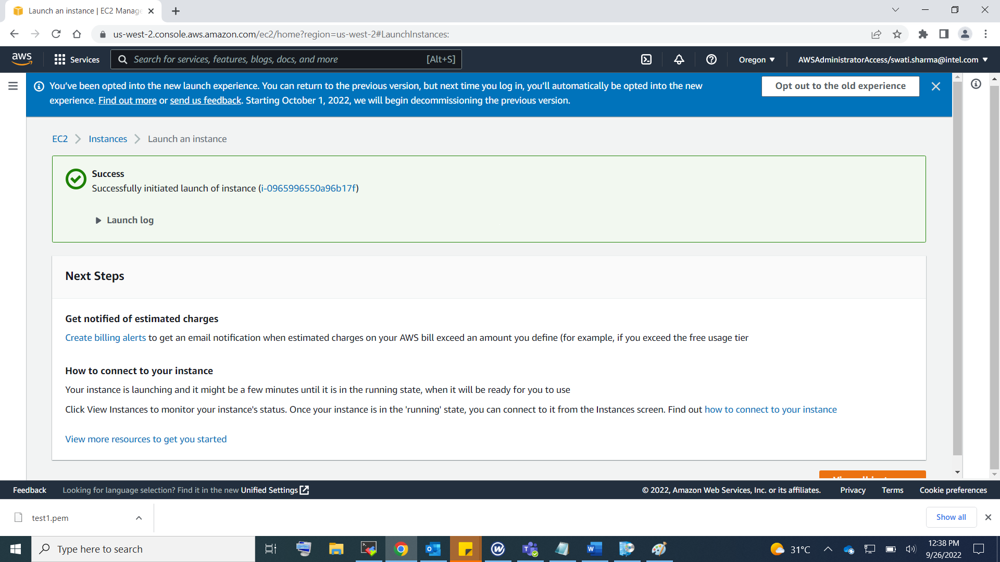 Launch an instance | EC2 Manage
us-west-2.console.aws.amazon.com/ec2/home?region=us-west-2#LaunchInstances:
aws
Services
Search for services, features, blogs, docs, and more
[Alt+S]
Oregon
AWSAdministratorAccess/swati.sharma@intel.com
You've been opted into the new launch experience. You can return to the previous version, but next time you log in, you'll automatically be opted into the new
experience. Find out more or send us feedback. Starting October 1, 2022, we will begin decommissioning the previous version.
Opt out to the old experience
EC2
Instances
Launch an instance
Success
Successfully initiated launch of instance (i-0965996550a96b17f)
Launch log
Next Steps
Get notified of estimated charges
Create billing alerts to get an email notification when estimated charges on your AWS bill exceed an amount you define (for example, if you exceed the free usage tier
How to connect to your instance
Your instance is launching and it might be a few minutes until it is in the running state, when it will be ready for you to use
Click View Instances to monitor your instance's status. Once your instance is in the 'running' state, you can connect to it from the Instances screen. Find out how to connect to your instance
View more resources to get you started
Feedback
Looking for language selection? Find it in the new Unified Settings
© 2022, Amazon Web Services, Inc. or its affiliates.
Privacy
Terms
Cookie preferences
test1.pem
Show all
Type here to search
31°C
12:38 PM
9/26/2022